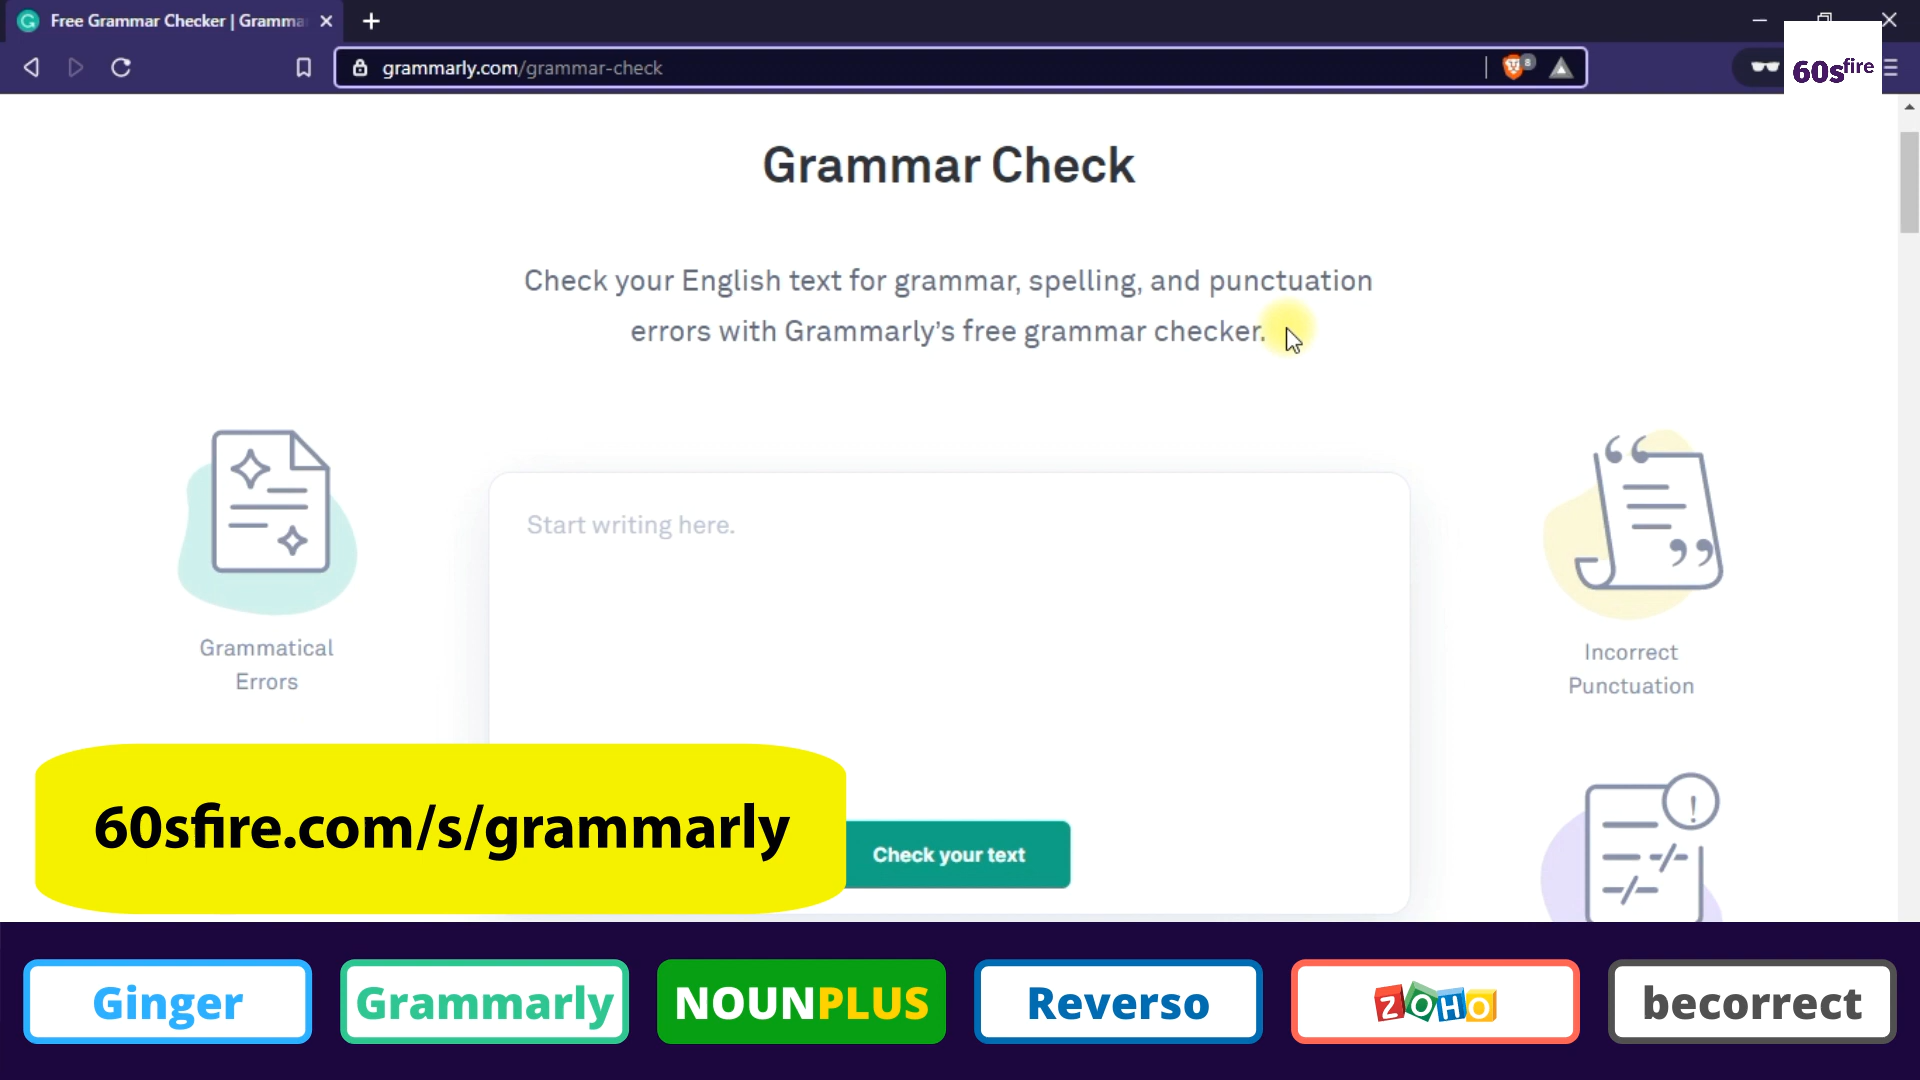 Free Grammar Checker | Gramma
60sfire
grammarly.com/grammar-check
8
Grammar Check
Check your English text for grammar, spelling, and punctuation
errors with Grammarly’s free grammar checker.
Start writing here.
Grammatical
Errors
Incorrect
Punctuation
60sfire.com/s/grammarly
Check your text
Ginger
Grammarly
NOUNPLUS
Reverso
ZOHO
becorrect